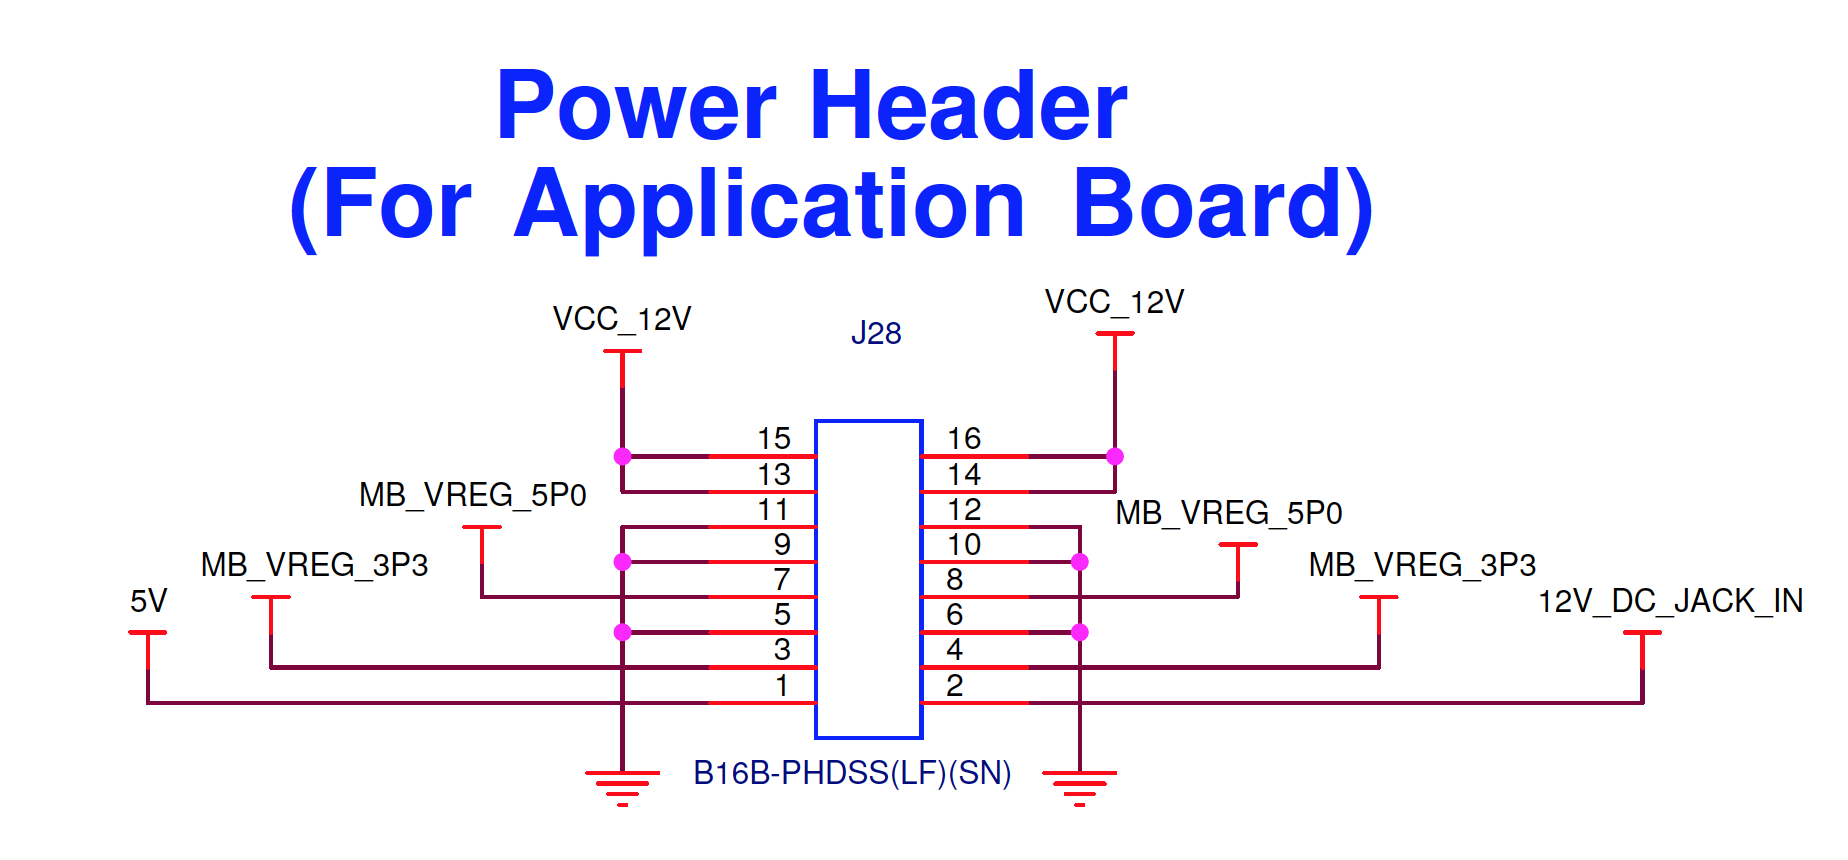 Power Header
(For Application Board)
VCC_12V
J28
VCC_12V
15
16
13
14
MB_VREG_5P0
11
12
MB_VREG_5P0
9
10
MB_VREG_3P3
7
8
MB_VREG_3P3
5V
5
6
12V_DC_JACK_IN
3
4
1
2
B16B-PHDSS(LF)(SN)